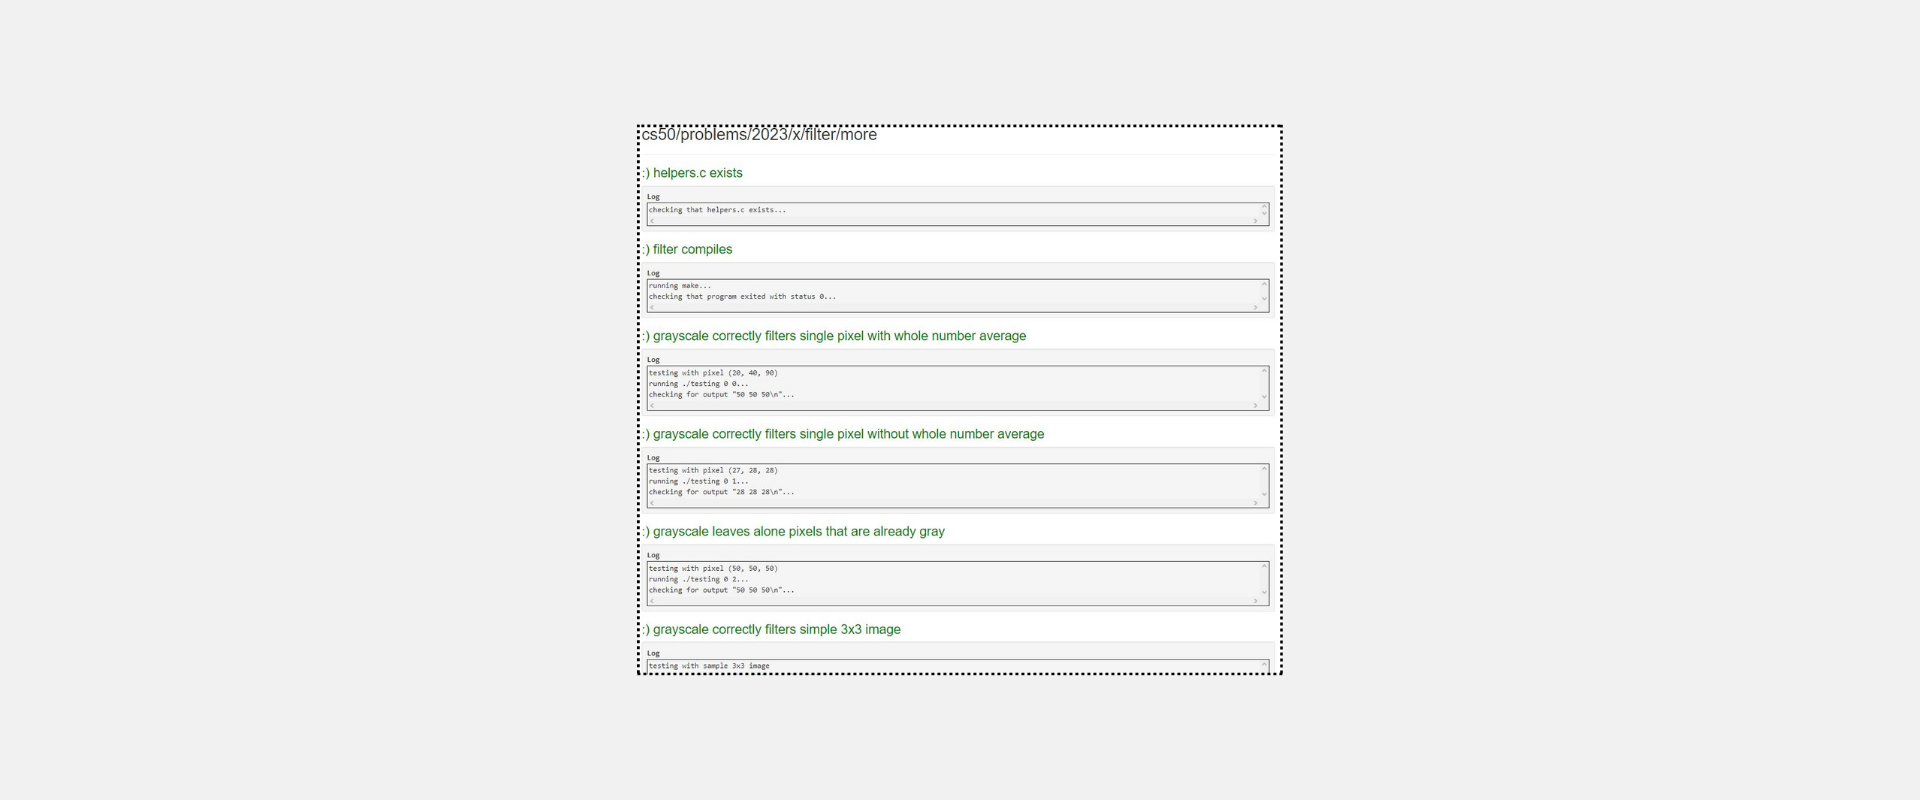 cs50/problems/2023/x/filter/more
:) helpers.c exists
Log
checking that helpers.c exists...
:) filter compiles
Log
running make...
checking that program exited with status 0...
:) grayscale correctly filters single pixel with whole number average
Log
testing with pixel (20, 40, 90)
running ./testing 0 0...
checking for output "50 50 50\n"...
:) grayscale correctly filters single pixel without whole number average
Log
testing with pixel (27, 28, 28)
running ./testing 0 1...
checking for output "28 28 28\n"...
:) grayscale leaves alone pixels that are already gray
Log
testing with pixel (50, 50, 50)
running ./testing 0 2...
checking for output "50 50 50\n"...
:) grayscale correctly filters simple 3x3 image
Log
testing with sample 3x3 image